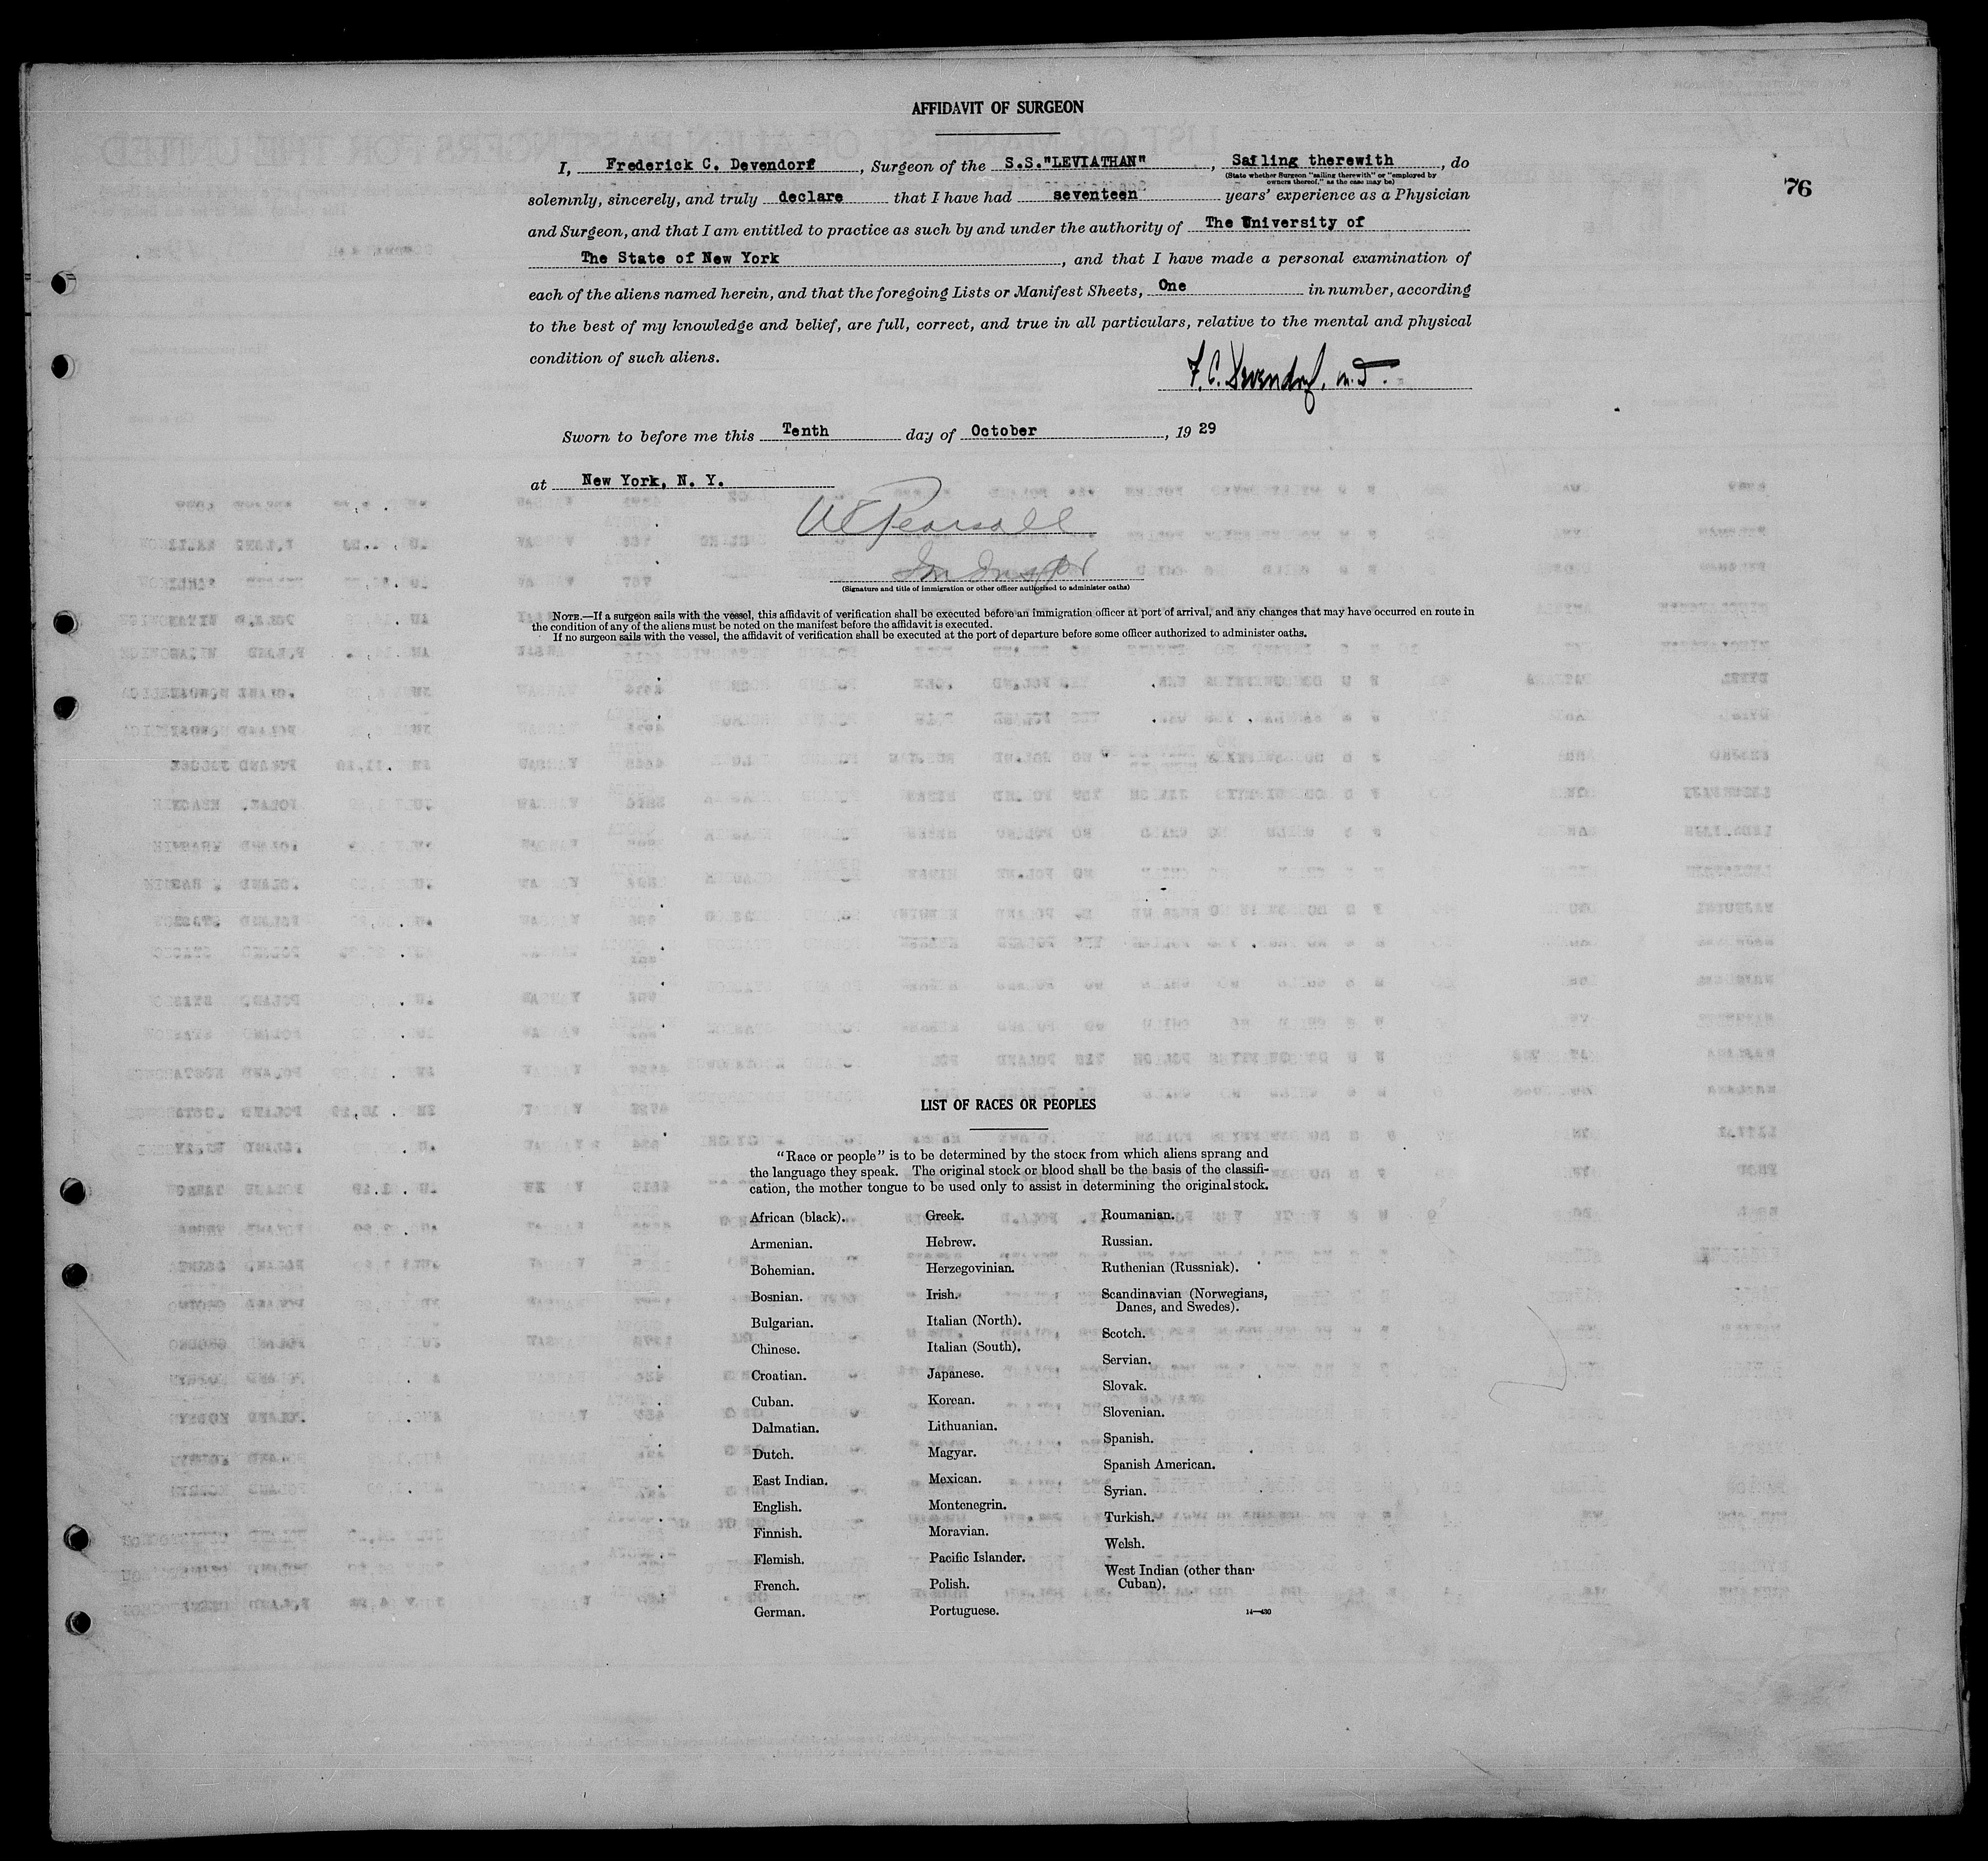 AFFIDAVIT OF SURGEON
I, Frederick C. Devendorf, Surgeon of the S.S."LEVIATHAN", Sailing therewith, do
(State whether Surgeon "sailing therewith" or "employed by
owners thereof," as the case may be)
76
solemnly, sincerely, and truly declare that I have had seventeen years' experience as a Physician
and Surgeon, and that I am entitled to practice as such by and under the authority of The University of
The State of New York, and that I have made a personal examination of
each of the aliens named herein, and that the foregoing Lists or Manifest Sheets, One in number, according
to the best of my knowledge and belief, are full, correct, and true in all particulars, relative to the mental and physical
condition of such aliens.
F. C. Devendorf, M.D.
Sworn to before me this Tenth day of October, 19 29
at New York, N. Y.
Pearsall
(Signature and title of immigration or other officer authorized to administer oaths)
NOTE.—If a surgeon sails with the vessel, this affidavit of verification shall be executed before an immigration officer at port of arrival, and any changes that may have occurred en route in
the condition of any of the aliens must be noted on the manifest before the affidavit is executed.
If no surgeon sails with the vessel, the affidavit of verification shall be executed at the port of departure before some officer authorized to administer oaths.
LIST OF RACES OR PEOPLES
"Race or people" is to be determined by the stock from which aliens sprang and
the language they speak. The original stock or blood shall be the basis of the classifi-
cation, the mother tongue to be used only to assist in determining the original stock.
African (black).
Armenian.
Bohemian.
Bosnian.
Bulgarian.
Chinese.
Croatian.
Cuban.
Dalmatian.
Dutch.
East Indian.
English.
Finnish.
Flemish.
French.
German.
Greek.
Hebrew.
Herzegovinian.
Irish.
Italian (North).
Italian (South).
Japanese.
Korean.
Lithuanian.
Magyar.
Mexican.
Montenegrin.
Moravian.
Pacific Islander.
Polish.
Portuguese.
Roumanian.
Russian.
Ruthenian (Russniak).
Scandinavian (Norwegians,
Danes, and Swedes).
Scotch.
Servian.
Slovak.
Slovenian.
Spanish.
Spanish American.
Syrian.
Turkish.
Welsh.
West Indian (other than
Cuban).
14—430